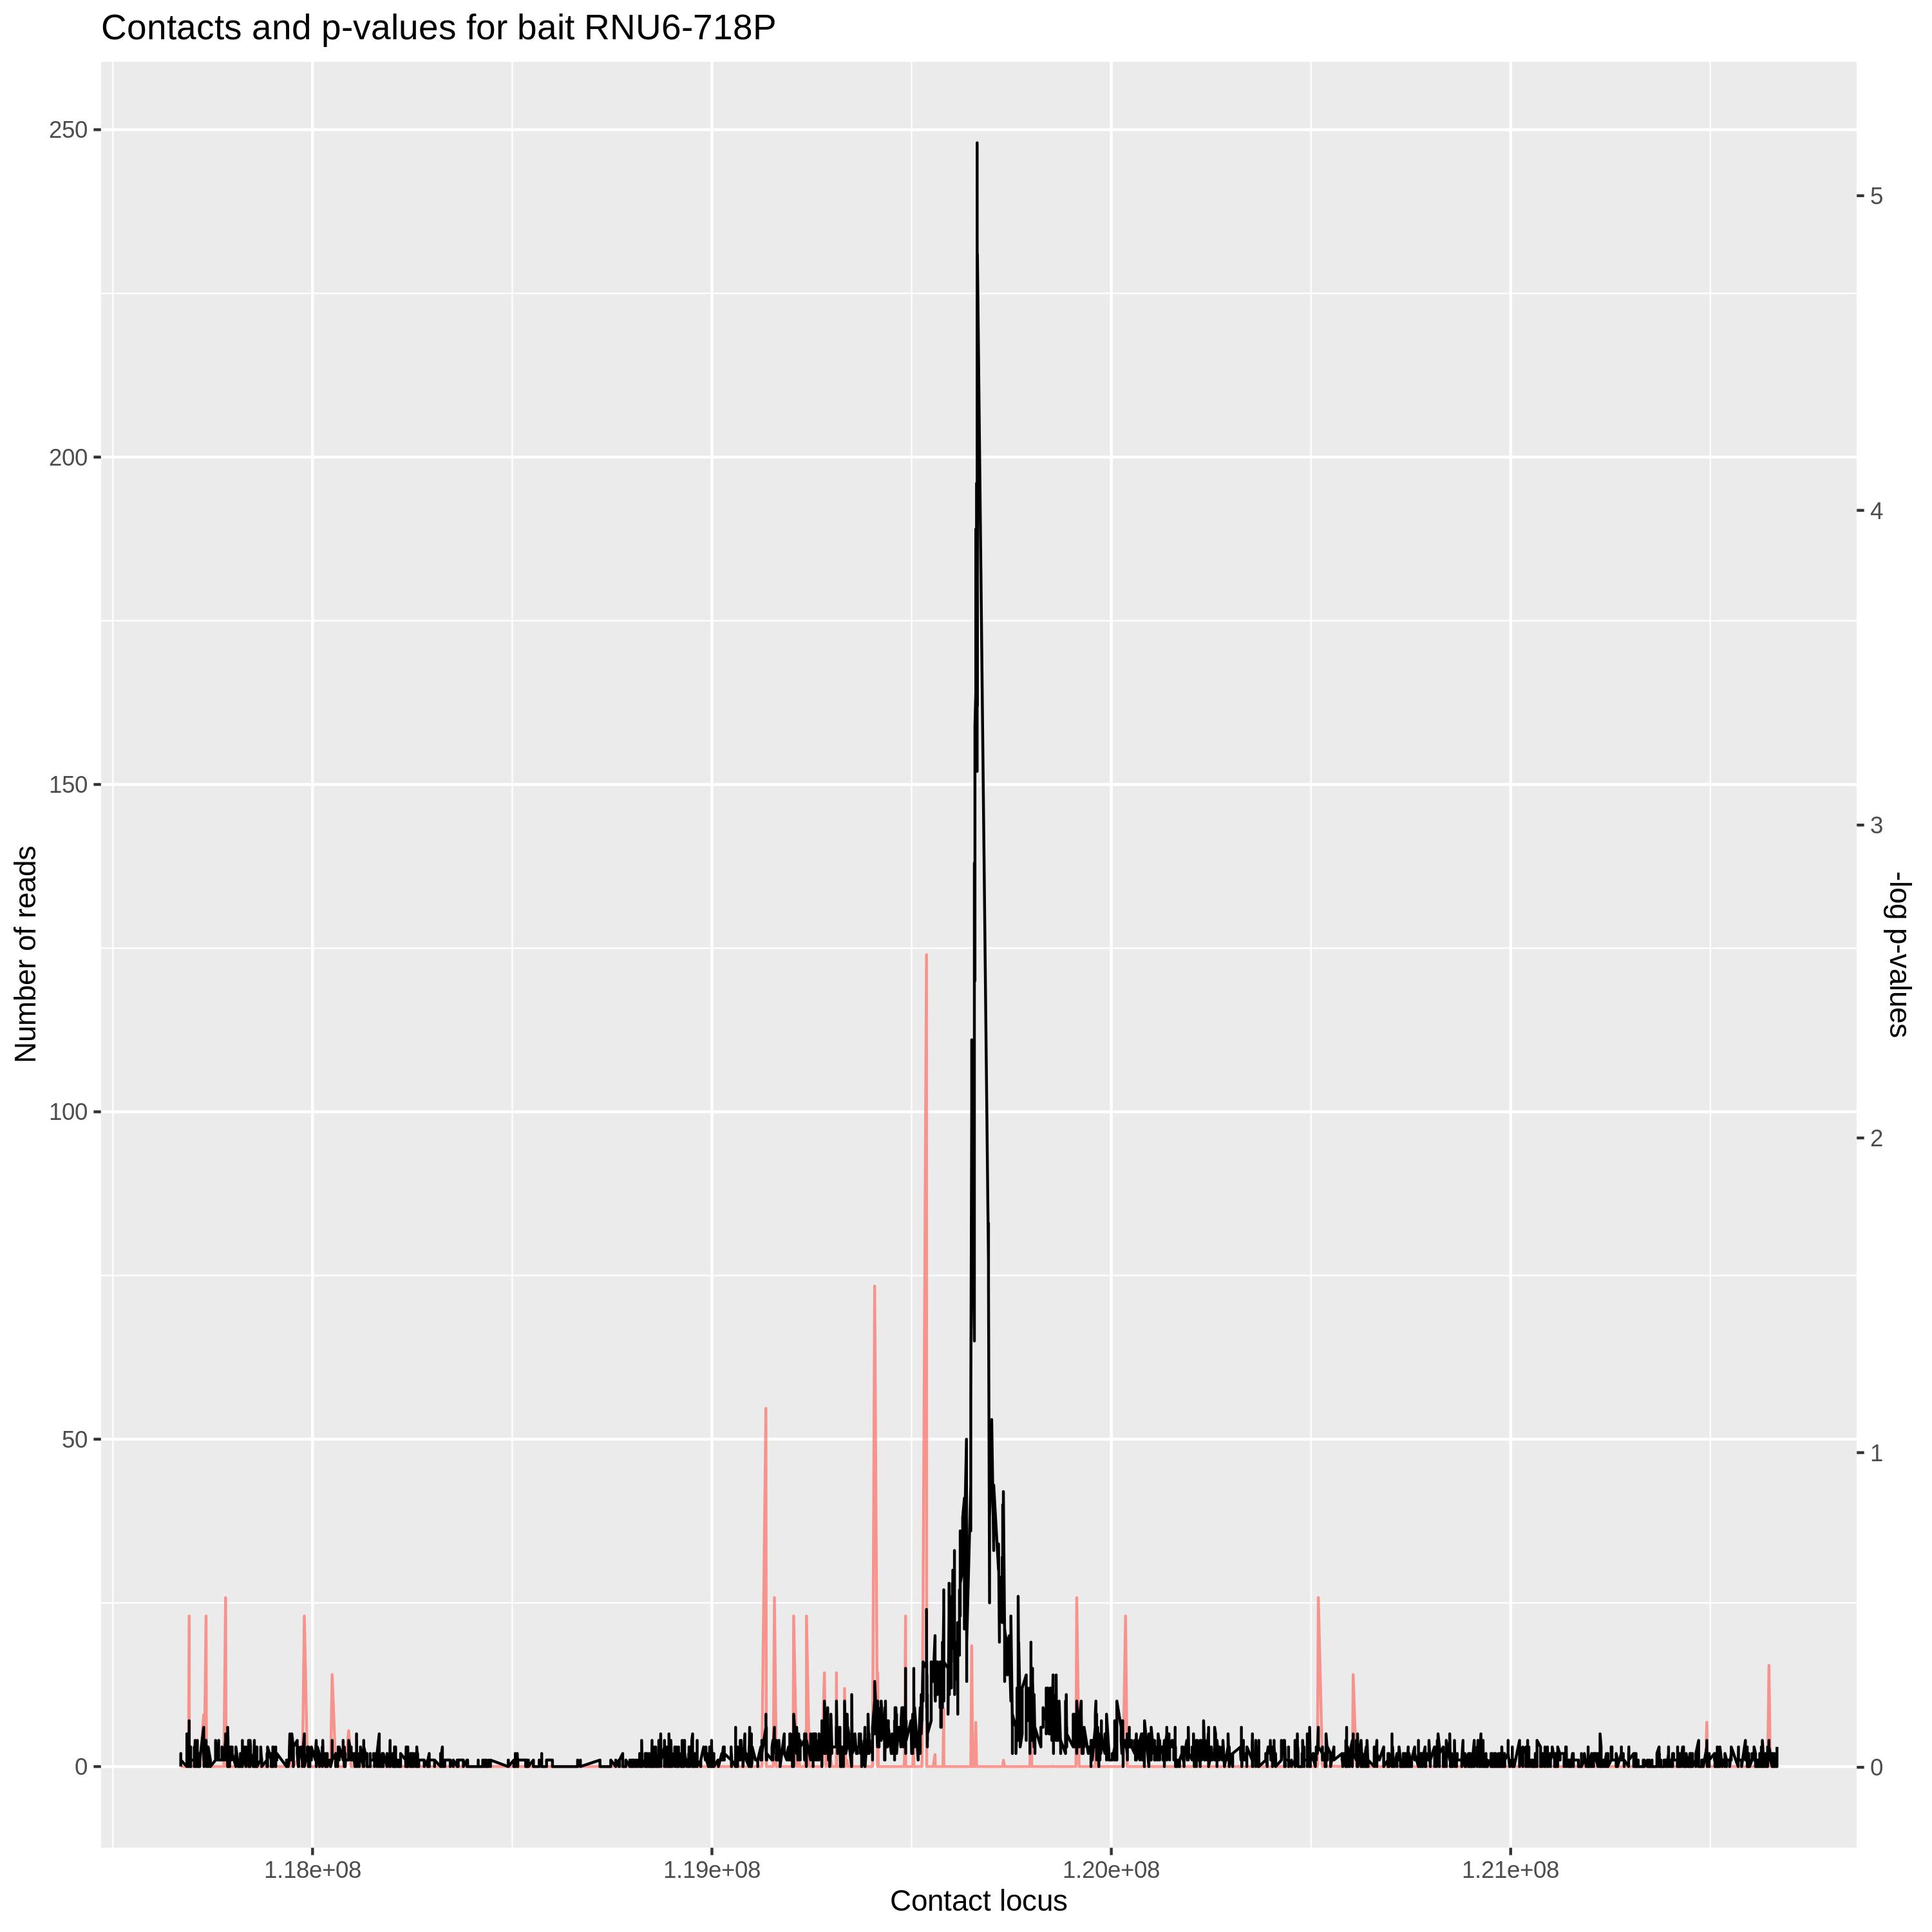 Contacts and p-values for bait RNU6-718P
250
200
150
100
50
0
Number of reads
5
4
3
2
1
0
-log p-values
1.18e+08
1.19e+08
1.20e+08
1.21e+08
Contact locus